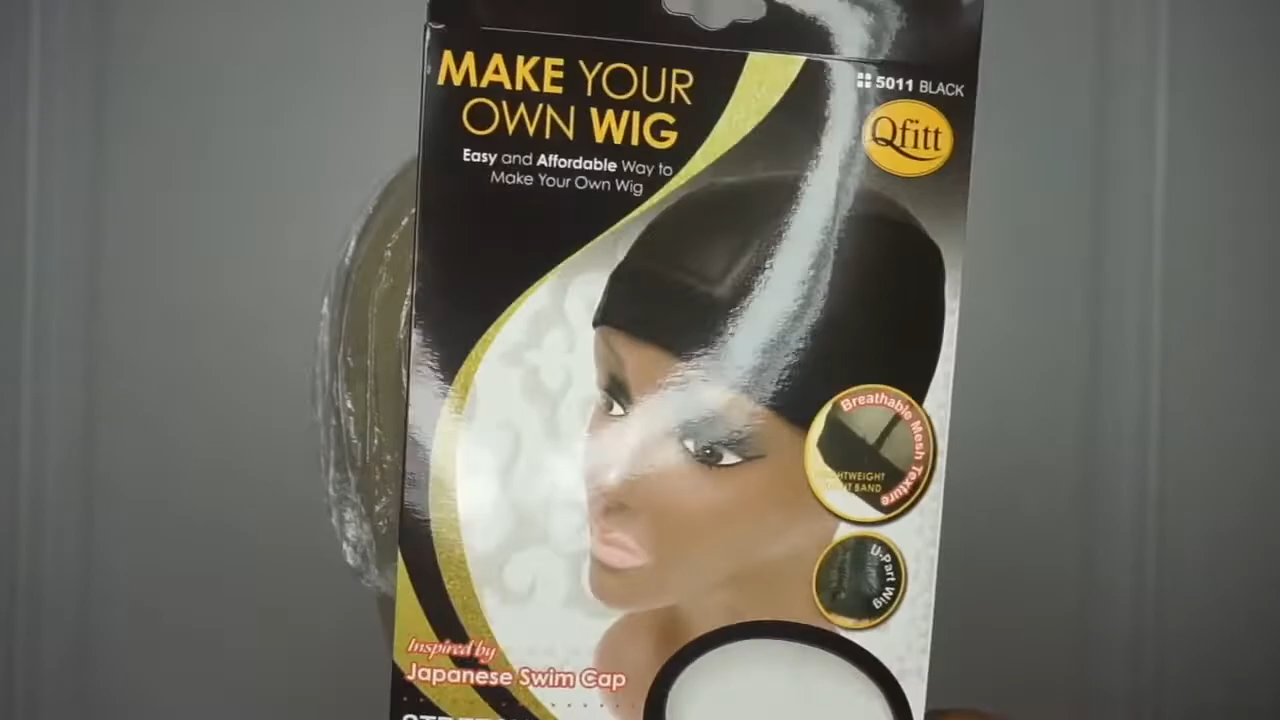 MAKE YOUR
OWN WIG
Easy and Affordable Way to
Make Your Own Wig
5011 BLACK
Qfitt
Breathable Mesh Texture
BAND
U-Part Wig
Inspired by
Japanese Swim Cap